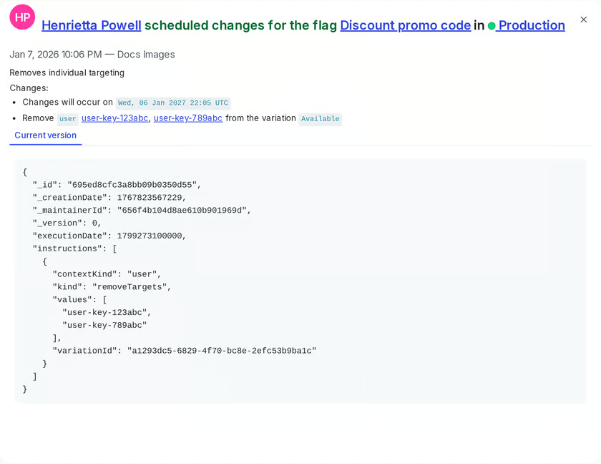 HP Henrietta Powell scheduled changes for the flag Discount promo code in Production
Jan 7, 2026 10:06 PM — Docs images
Removes individual targeting
Changes:
• Changes will occur on Wed, 06 Jan 2027 22:05 UTC
• Remove user user-key-123abc, user-key-789abc from the variation Available
Current version
{
  "_id": "695ed8cfc3a8bb09b0350d55",
  "_creationDate": 1767823567229,
  "_maintainerId": "656f4b104d8ae610b901969d",
  "_version": 0,
  "executionDate": 1799273100000,
  "instructions": [
    {
      "contextKind": "user",
      "kind": "removeTargets",
      "values": [
        "user-key-123abc",
        "user-key-789abc"
      ],
      "variationId": "a1293dc5-6829-4f70-bc8e-2efc53b9ba1c"
    }
  ]
}